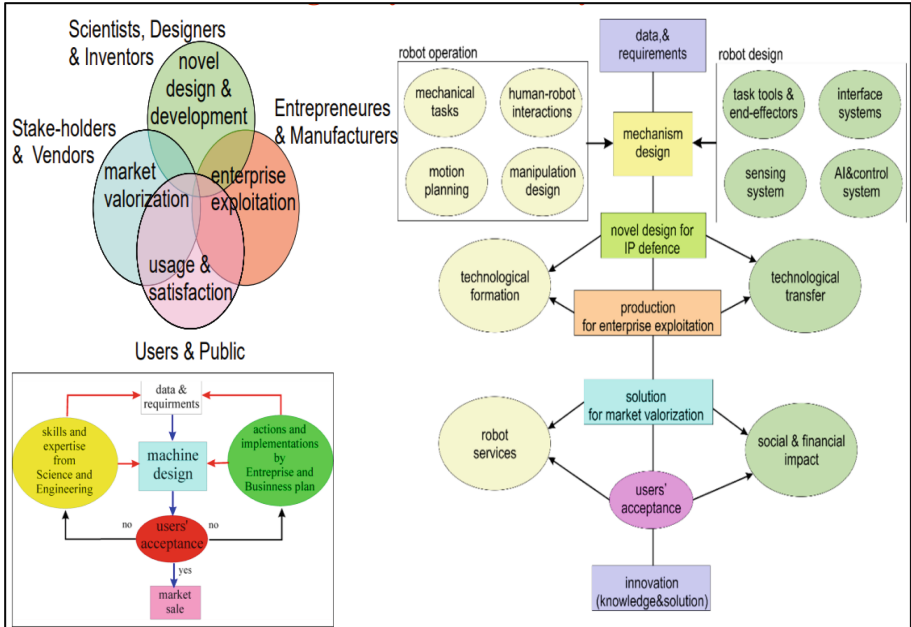 Scientists, Designers
& Inventors
novel
design &
development
Entrepreneures
& Manufacturers
Stake-holders
& Vendors
market
valorization
enterprise
exploitation
usage &
satisfaction
Users & Public
data &
requirments
skills and
expertise
from
Science and
Engineering
machine
design
actions and
implementations
by
Entreprise and
Businness plan
no
users'
acceptance
no
yes
market
sale
robot operation
data,&
requirements
robot design
mechanical
tasks
human-robot
interactions
motion
planning
manipulation
design
mechanism
design
task tools &
end-effectors
interface
systems
sensing
system
AI&control
system
novel design for
IP defence
technological
formation
technological
transfer
production
for enterprise exploitation
solution
for market valorization
robot
services
social & financial
impact
users'
acceptance
innovation
(knowledge&solution)